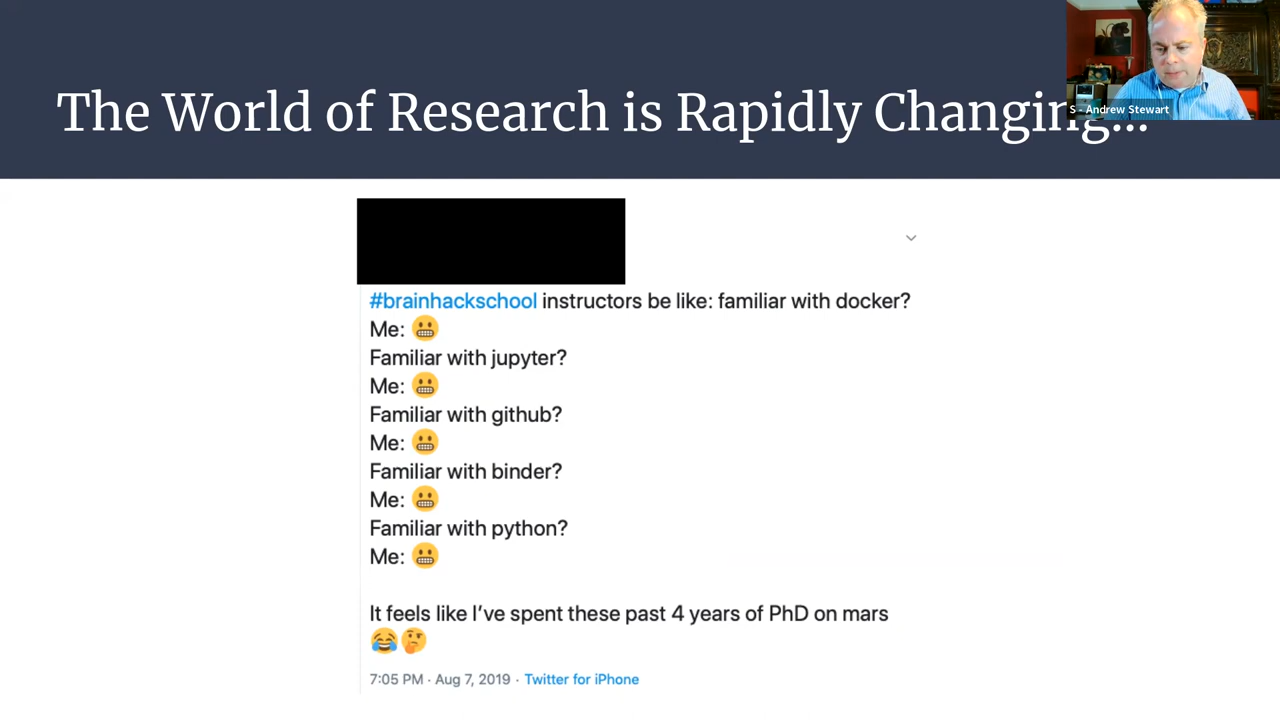 The World of Research is Rapidly Changing...
S - Andrew Stewart
#brainhackschool instructors be like: familiar with docker?
Me: 😬
Familiar with jupyter?
Me: 😬
Familiar with github?
Me: 😬
Familiar with binder?
Me: 😬
Familiar with python?
Me: 😬
It feels like I’ve spent these past 4 years of PhD on mars
😂🤔
7:05 PM · Aug 7, 2019 · Twitter for iPhone